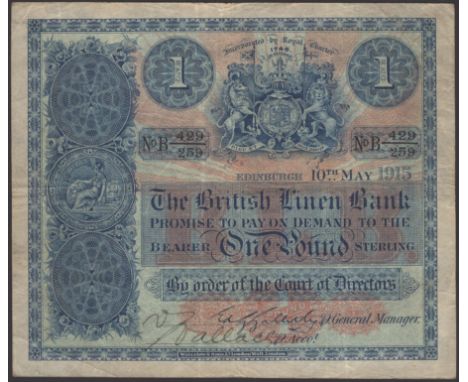 Incorporated by Royal Charter
1746
1 1
No B 429/259 No B 429/259
EDINBURGH 10TH MAY 1915
The British Linen Bank
PROMISE TO PAY ON DEMAND TO THE
BEARER One Pound STERLING
By order of the Court of Directors
General Manager.